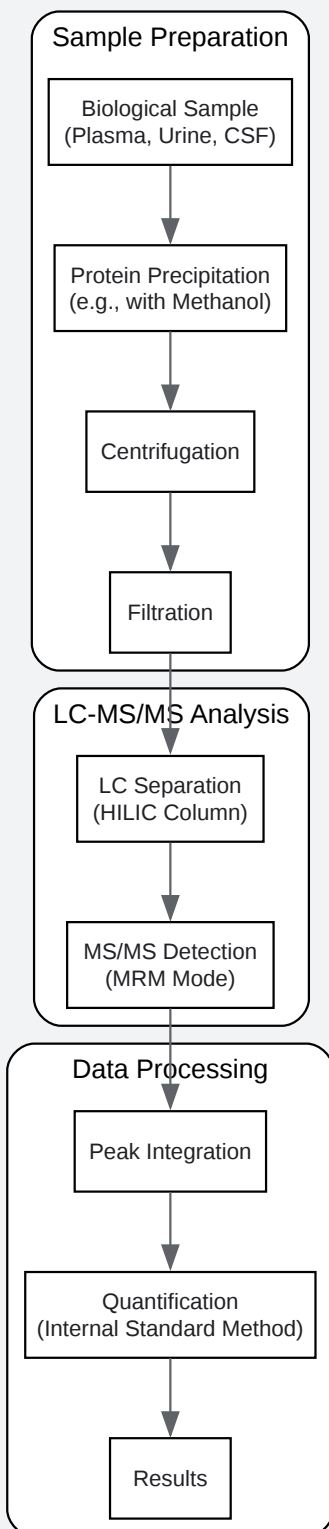 Sample Preparation
Biological Sample
(Plasma, Urine, CSF)
Protein Precipitation
(e.g., with Methanol)
Centrifugation
Filtration
LC-MS/MS Analysis
LC Separation
(HILIC Column)
MS/MS Detection
(MRM Mode)
Data Processing
Peak Integration
Quantification
(Internal Standard Method)
Results